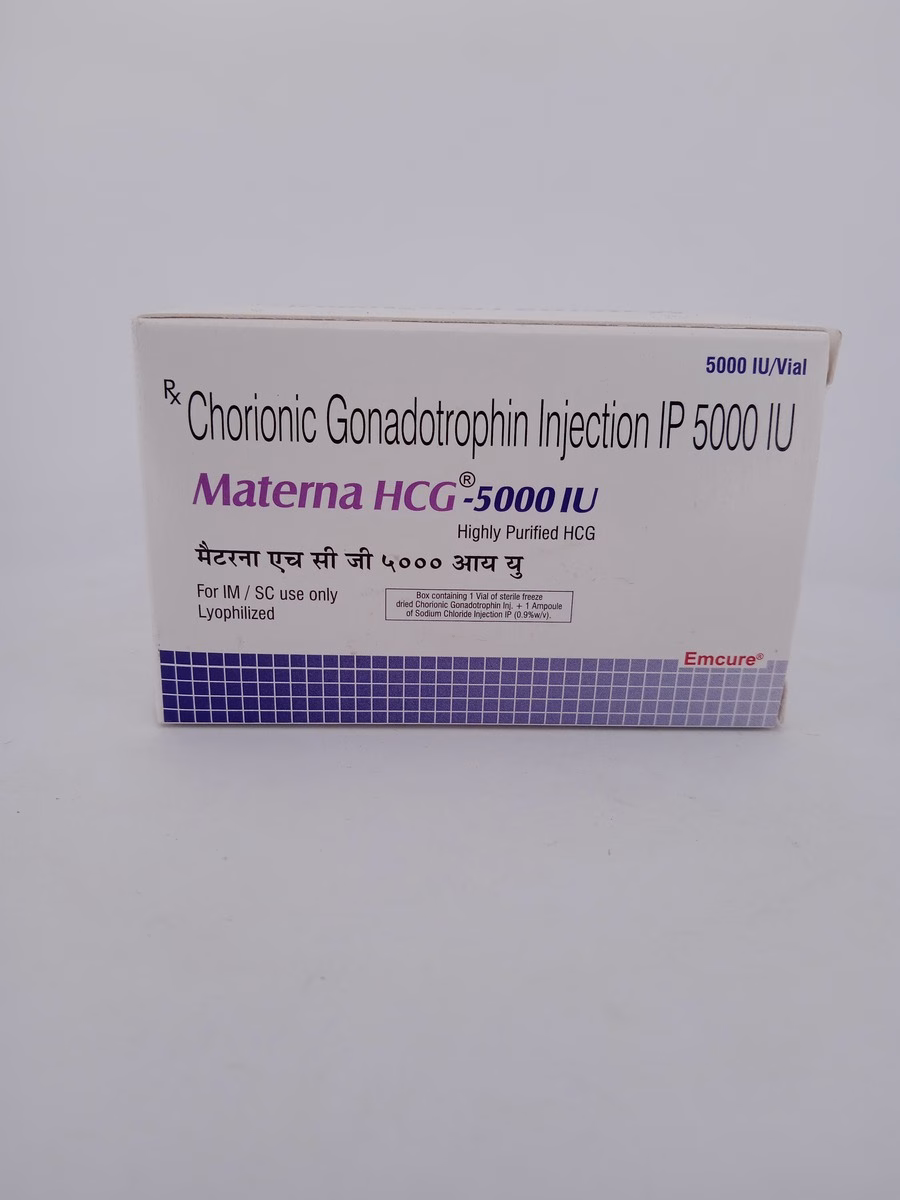 5000 IU/Vial
Rx Chorionic Gonadotrophin Injection IP 5000 IU
Materna HCG®-5000 IU
Highly Purified HCG
मैटरना एच सी जी ५००० आय यु
For IM / SC use only
Lyophilized
Box containing 1 Vial of sterile freeze
dried Chorionic Gonadotrophin Inj. + 1 Ampoule
of Sodium Chloride Injection IP (0.9%w/v).
Emcure®